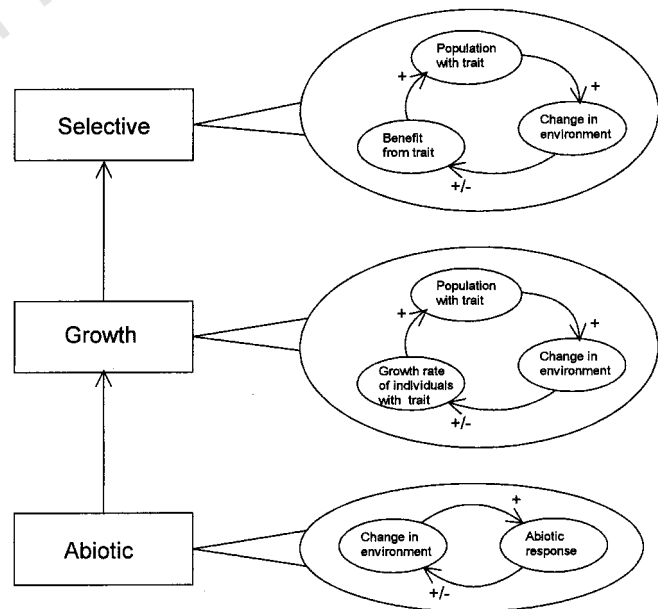 Population
with trait
+
+
Selective
Change in
environment
Benefit
from trait
+/-
Population
with trait
+
+
Growth
Change in
environment
Growth rate
of individuals
with trait
+/-
+
Abiotic
Change in
environment
Abiotic
response
+/-